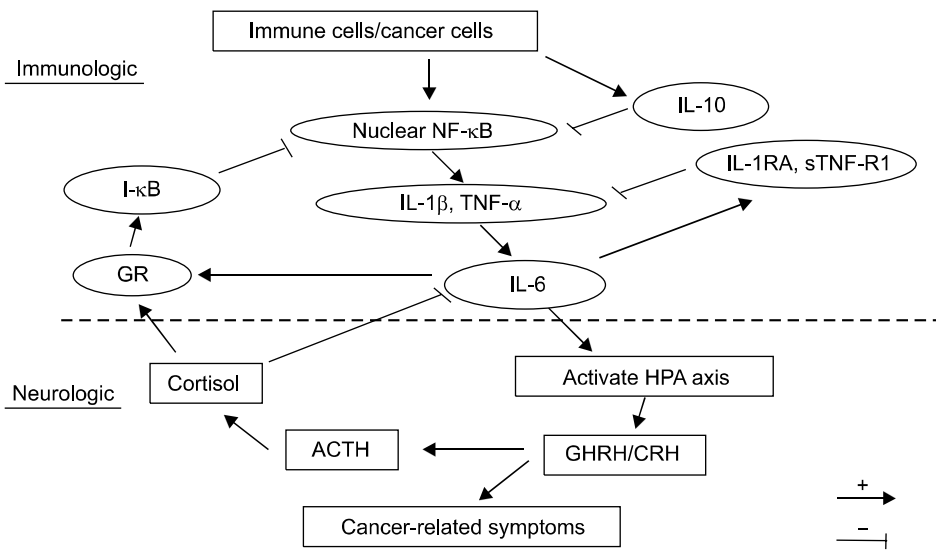 Immune cells/cancer cells
Immunologic
IL-10
Nuclear NF-κB
IL-1RA, sTNF-R1
I-κB
IL-1β, TNF-α
GR
IL-6
Cortisol
Activate HPA axis
Neurologic
ACTH
GHRH/CRH
+
Cancer-related symptoms
−